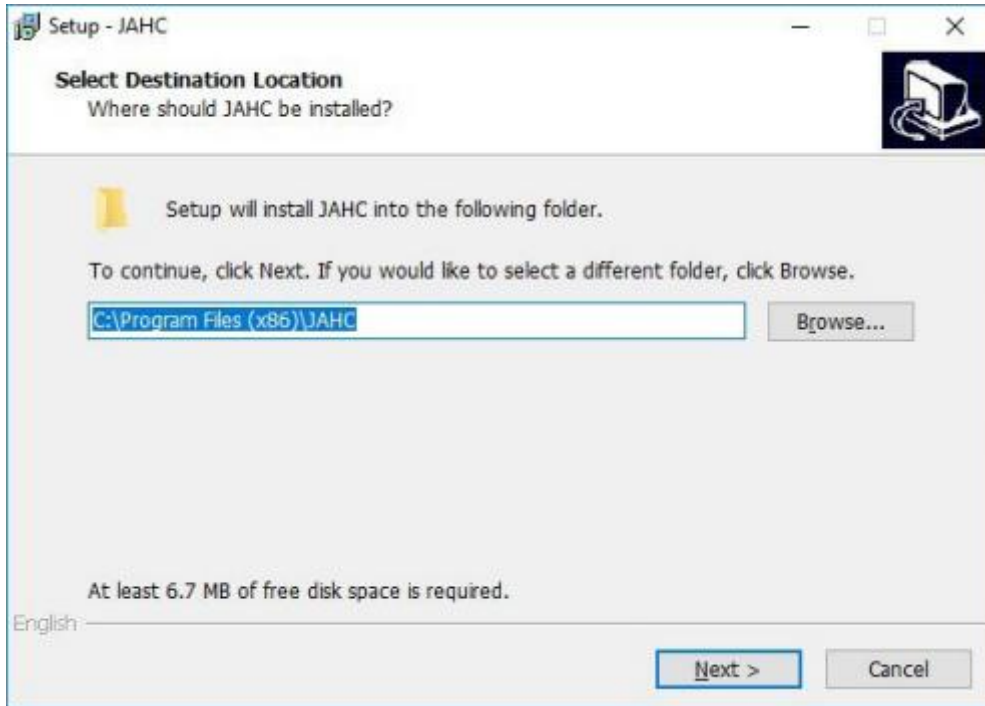 Setup - JAHC
Select Destination Location
Where should JAHC be installed?
Setup will install JAHC into the following folder.
To continue, click Next. If you would like to select a different folder, click Browse.
C:\Program Files (x86)\JAHC
Browse...
At least 6.7 MB of free disk space is required.
English
Next >
Cancel